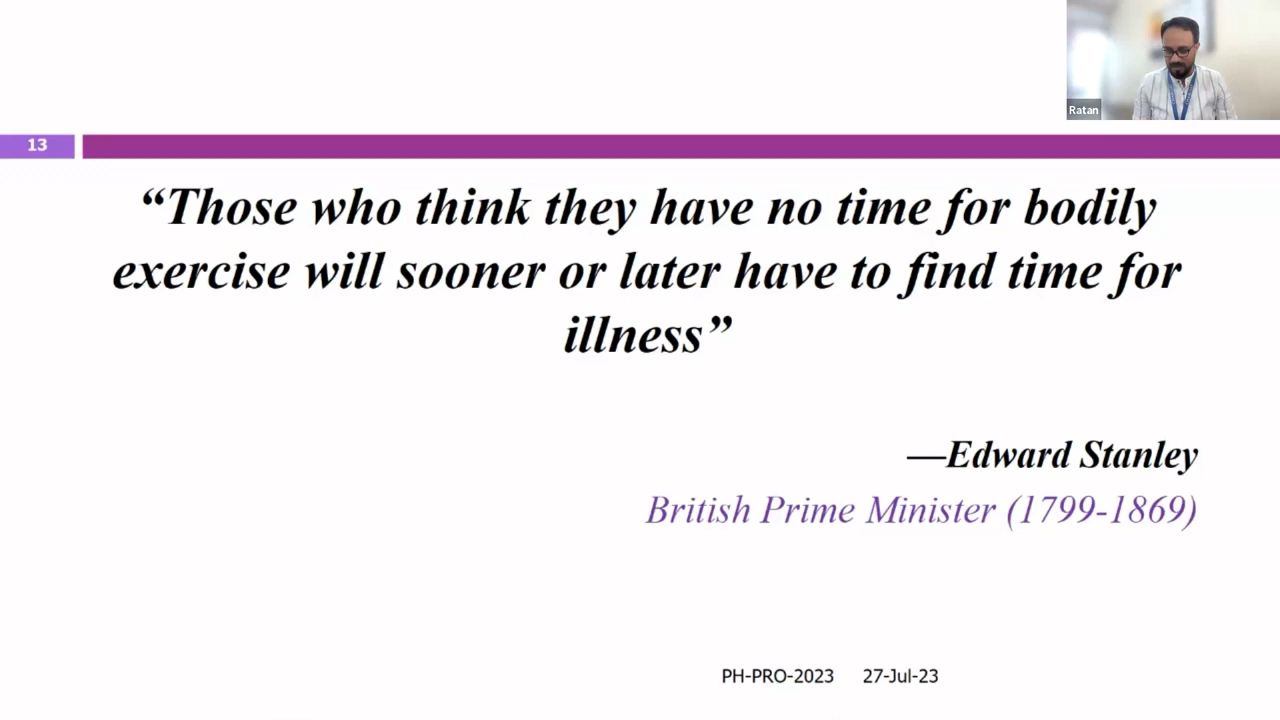 Ratan
13
“Those who think they have no time for bodily
exercise will sooner or later have to find time for
illness”
—Edward Stanley
British Prime Minister (1799-1869)
PH-PRO-2023 27-Jul-23